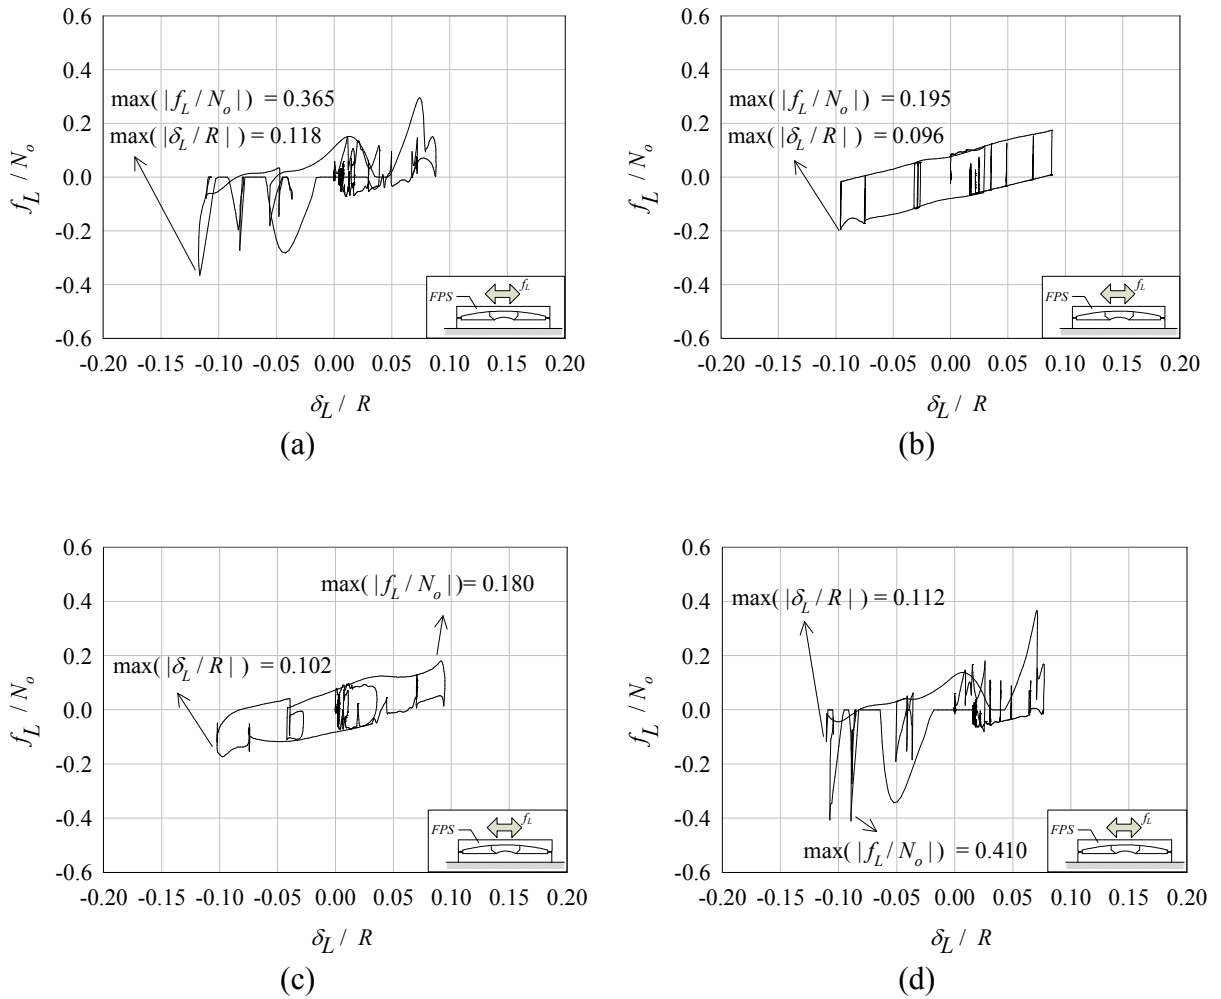 0.6
0.4
max( | f_L / N_o | ) = 0.365
0.2
max( | δ_L / R | ) = 0.118
0.0
-0.2
-0.4
-0.6
f_L / N_o
FPS
f_L
-0.20 -0.15 -0.10 -0.05 0.00 0.05 0.10 0.15 0.20
δ_L / R
(a)
0.6
0.4
max( | f_L / N_o | ) = 0.195
0.2
max( | δ_L / R | ) = 0.096
0.0
-0.2
-0.4
-0.6
f_L / N_o
FPS
f_L
-0.20 -0.15 -0.10 -0.05 0.00 0.05 0.10 0.15 0.20
δ_L / R
(b)
0.6
max( | f_L / N_o | )= 0.180
0.4
0.2
max( | δ_L / R | ) = 0.102
0.0
-0.2
-0.4
-0.6
f_L / N_o
FPS
f_L
-0.20 -0.15 -0.10 -0.05 0.00 0.05 0.10 0.15 0.20
δ_L / R
(c)
0.6
0.4
max( | δ_L / R | ) = 0.112
0.2
0.0
-0.2
-0.4
-0.6
f_L / N_o
max( | f_L / N_o | ) = 0.410
FPS
f_L
-0.20 -0.15 -0.10 -0.05 0.00 0.05 0.10 0.15 0.20
δ_L / R
(d)